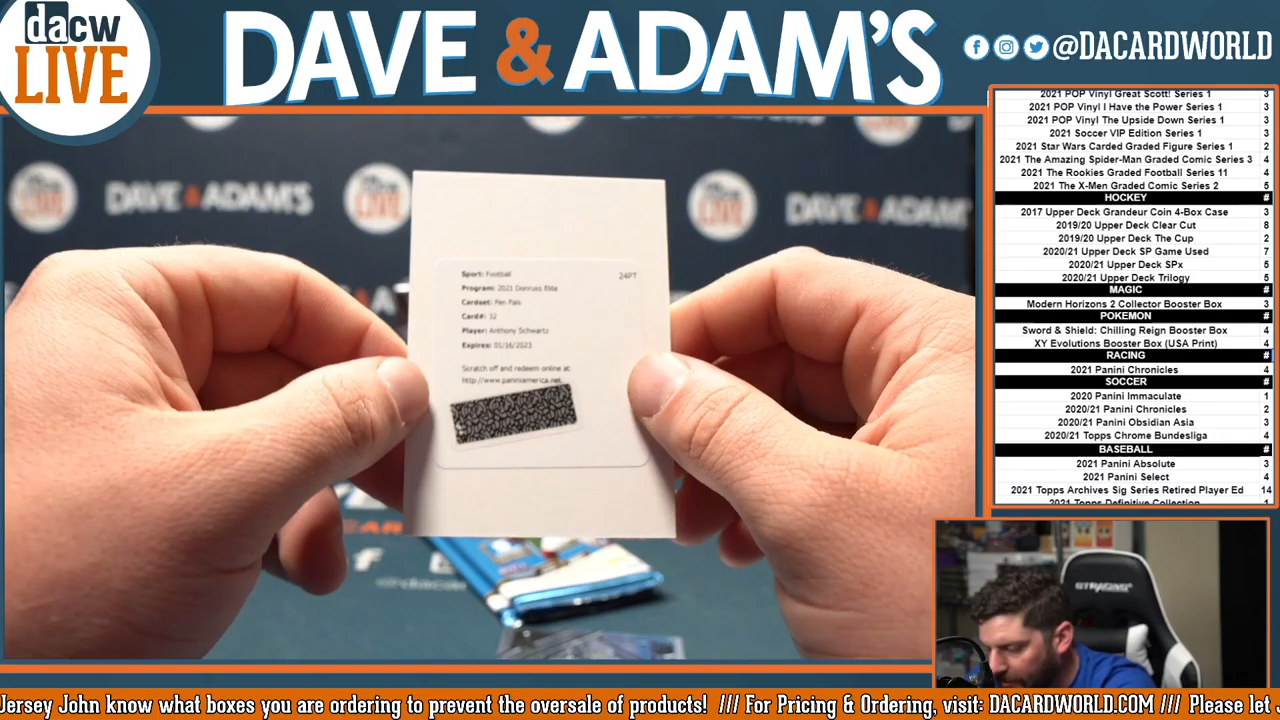 dacw
LIVE
DAVE & ADAM'S
@DACARDWORLD
DAVE & ADAM'S
DAVE & ADAM'S
Sport: Football
24PT
Program: 2021 Donruss Elite
Cardset: Pen Pals
Card#: 32
Player: Anthony Schwartz
Expires: 01/16/2023
Scratch off and redeem online at:
http://www.paniniamerica.net
2021 POP Vinyl Great Scott! Series 1 3
2021 POP Vinyl I Have the Power Series 1 3
2021 POP Vinyl The Upside Down Series 1 3
2021 Soccer VIP Edition Series 1 3
2021 Star Wars Carded Graded Figure Series 1 2
2021 The Amazing Spider-Man Graded Comic Series 3 4
2021 The Rookies Graded Football Series 11 4
2021 The X-Men Graded Comic Series 2 5
HOCKEY #
2017 Upper Deck Grandeur Coin 4-Box Case 3
2019/20 Upper Deck Clear Cut 8
2019/20 Upper Deck The Cup 2
2020/21 Upper Deck SP Game Used 7
2020/21 Upper Deck SPx 5
2020/21 Upper Deck Trilogy 5
MAGIC #
Modern Horizons 2 Collector Booster Box 3
POKEMON #
Sword & Shield: Chilling Reign Booster Box 4
XY Evolutions Booster Box (USA Print) 4
RACING #
2021 Panini Chronicles 4
SOCCER #
2020 Panini Immaculate 1
2020/21 Panini Chronicles 2
2020/21 Panini Obsidian Asia 3
2020/21 Topps Chrome Bundesliga 4
BASEBALL #
2021 Panini Absolute 3
2021 Panini Select 4
2021 Topps Archives Sig Series Retired Player Ed 14
2021 Topps Definitive Collection 1
GTRACING
Jersey John know what boxes you are ordering to prevent the oversale of products! /// For Pricing & Ordering, visit: DACARDWORLD.COM /// Please let J